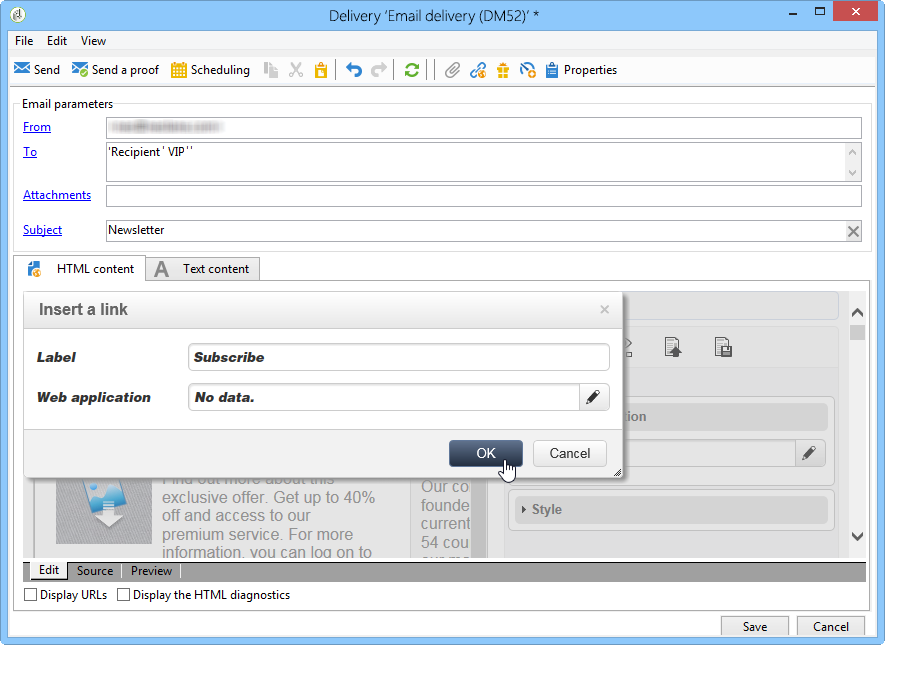 Delivery ‘Email delivery (DM52)’ *
File Edit View
Send Send a proof Scheduling Properties
Email parameters
From
To 'Recipient ' VIP' '
Attachments
Subject Newsletter
HTML content A Text content
Insert a link
Label Subscribe
Web application No data.
OK Cancel
ion
Style
Find out more about this
exclusive offer. Get up to 40%
off and access to our
premium service. For more
information, you can log on to
Our co
founde
current
54 cou
Edit Source Preview
Display URLs Display the HTML diagnostics
Save Cancel